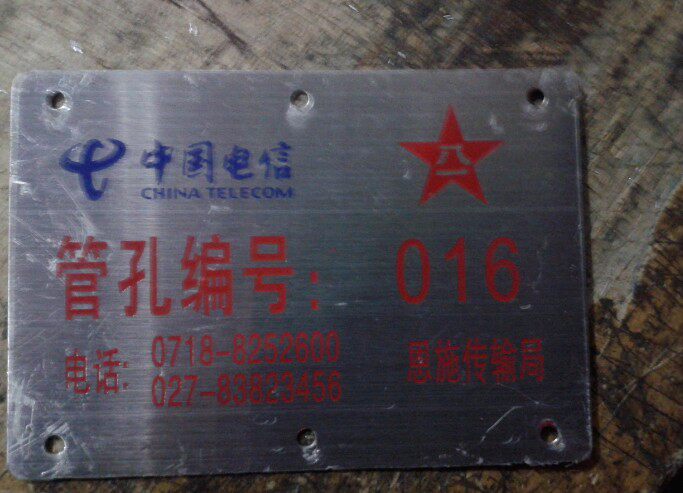 中国电信
CHINA TELECOM
八一
管孔编号: 016
电话: 0718-8252600
027-83823456
恩施传输局